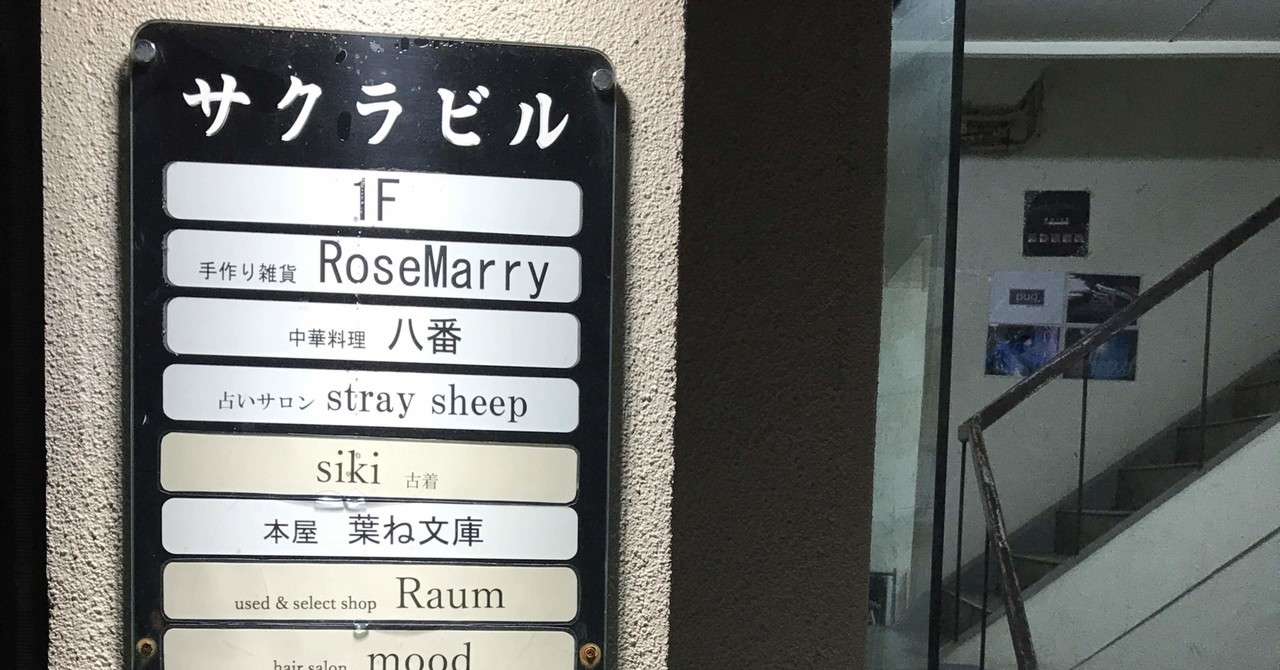 サクラビル
1F
手作り雑貨 RoseMarry
中華料理 八番
占いサロン stray sheep
siki 古着
本屋 葉ね文庫
used & select shop Raum
hair salon mood
pud